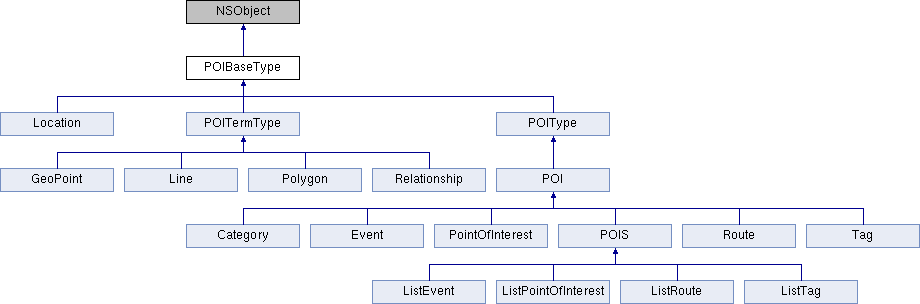 NSObject
POIBaseType
Location
POITermType
POIType
GeoPoint
Line
Polygon
Relationship
POI
Category
Event
PointOfInterest
POIS
Route
Tag
ListEvent
ListPointOfInterest
ListRoute
ListTag